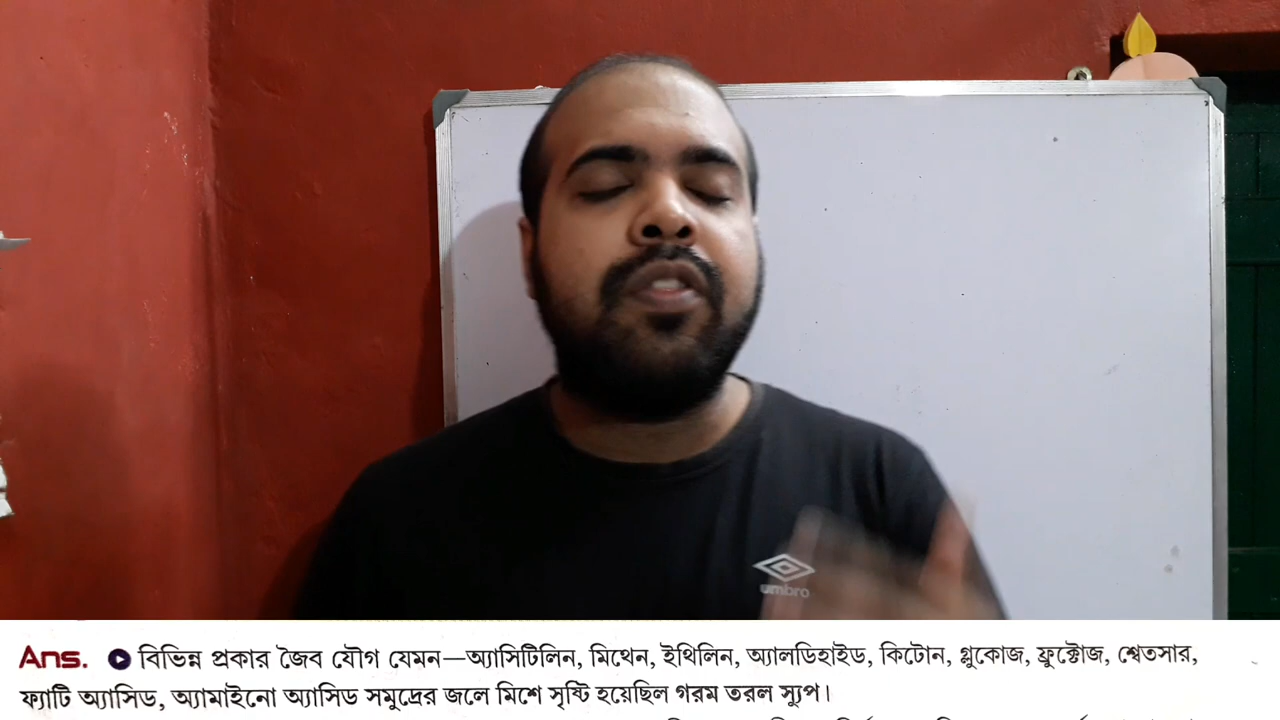 umbro
Ans. বিভিন্ন প্রকার জৈব যৌগ যেমন—অ্যাসিটিলিন, মিথেন, ইথিলিন, অ্যালডিহাইড, কিটোন, গ্লুকোজ, ফ্রুক্টোজ, শ্বেতসার,
ফ্যাটি অ্যাসিড, অ্যামাইনো অ্যাসিড সমুদ্রের জলে মিশে সৃষ্টি হয়েছিল গরম তরল স্যুপ।